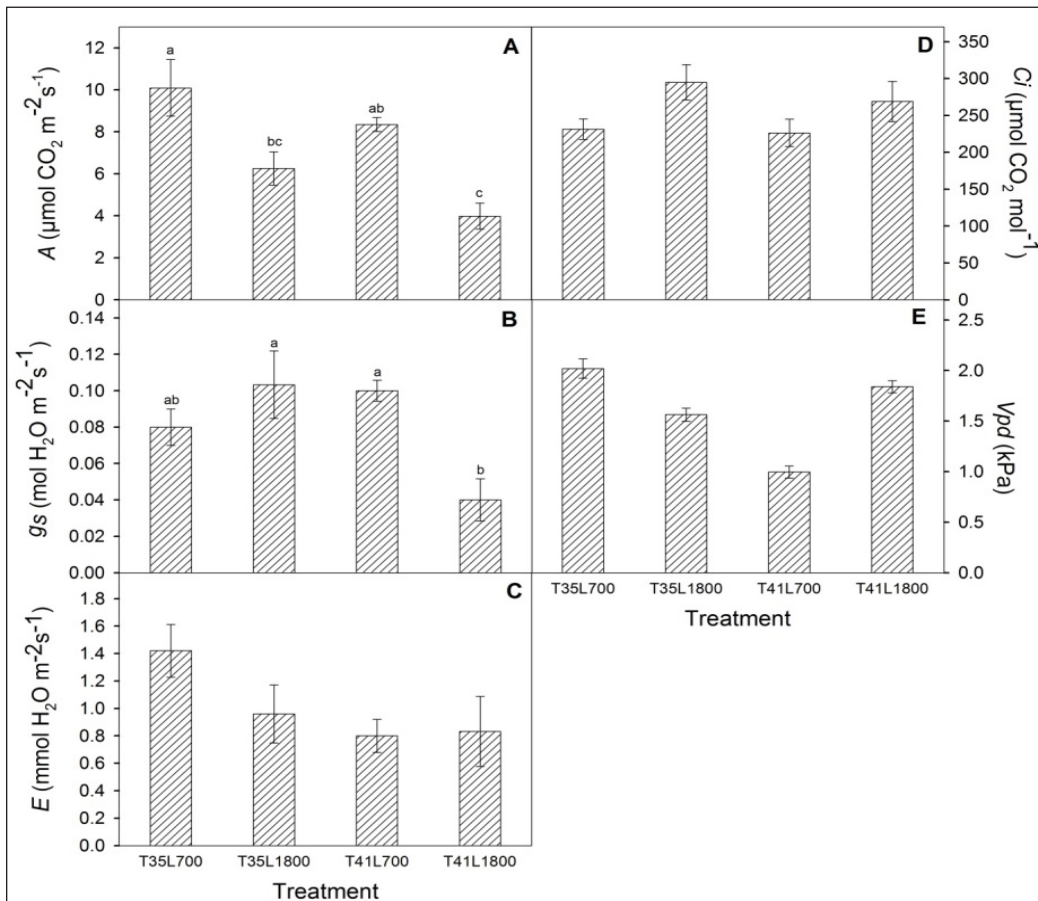 A
A (µmol CO2 m-2s-1)
12
10
8
6
4
2
0
a
bc
ab
c
D
Ci (µmol CO2 mol-1)
350
300
250
200
150
100
50
0
B
gs (mol H2O m-2s-1)
0.14
0.12
0.10
0.08
0.06
0.04
0.02
0.00
ab
a
a
b
E
Vpd (kPa)
2.5
2.0
1.5
1.0
0.5
0.0
T35L700 T35L1800 T41L700 T41L1800
Treatment
C
E (mmol H2O m-2s-1)
1.8
1.6
1.4
1.2
1.0
0.8
0.6
0.4
0.2
0.0
T35L700 T35L1800 T41L700 T41L1800
Treatment